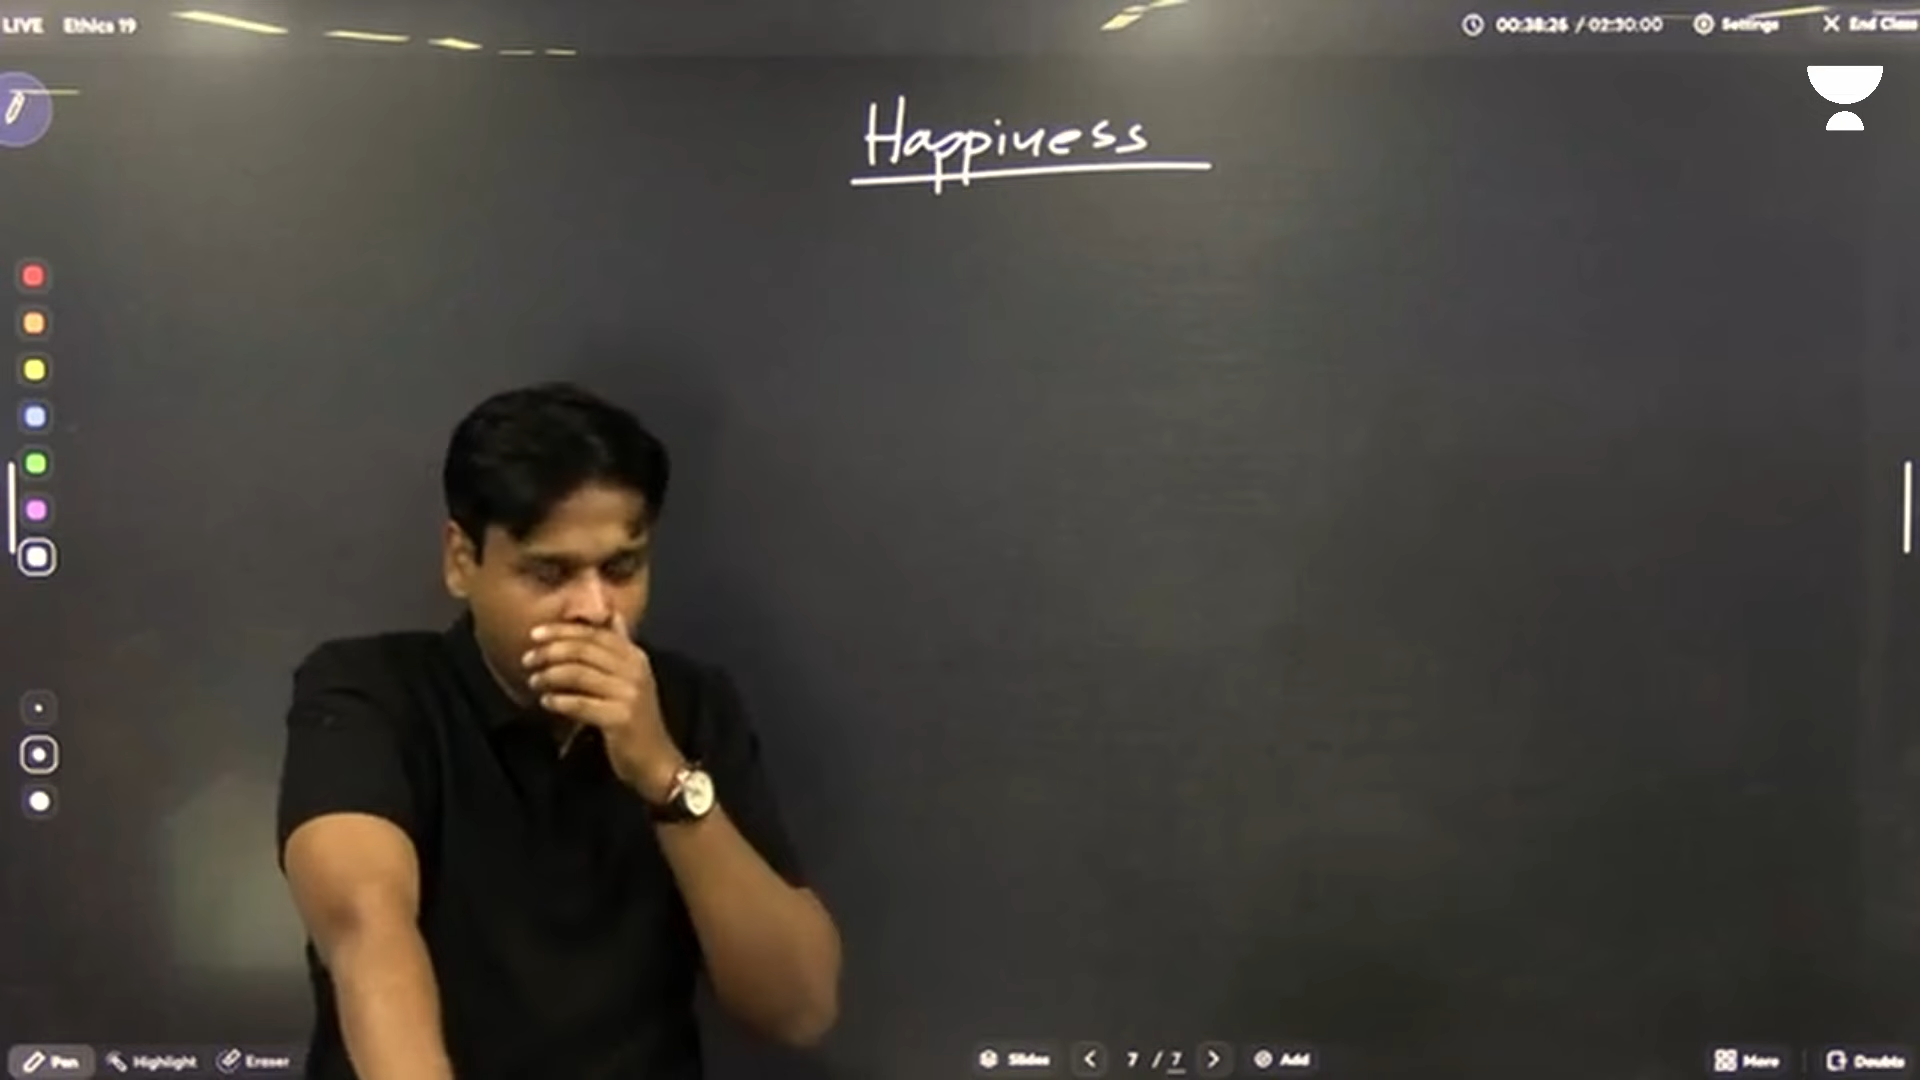 LIVE Ethics 19
00:38:26 / 02:30:00 Settings End Class
Happiness
Pen Highlight Eraser Slides 7 / 7 Add More Doubts